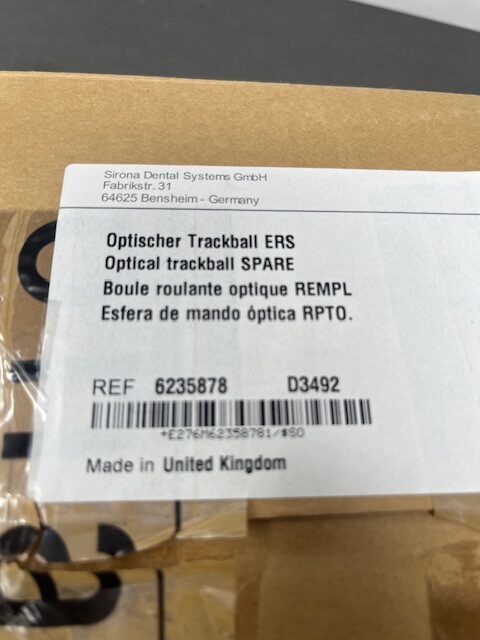 Sirona Dental Systems GmbH
Fabrikstr. 31
64625 Bensheim - Germany
Optischer Trackball ERS
Optical trackball SPARE
Boule roulante optique REMPL
Esfera de mando óptica RPTO.
REF 6235878 D3492
*E276M62358781/$80
Made in United Kingdom